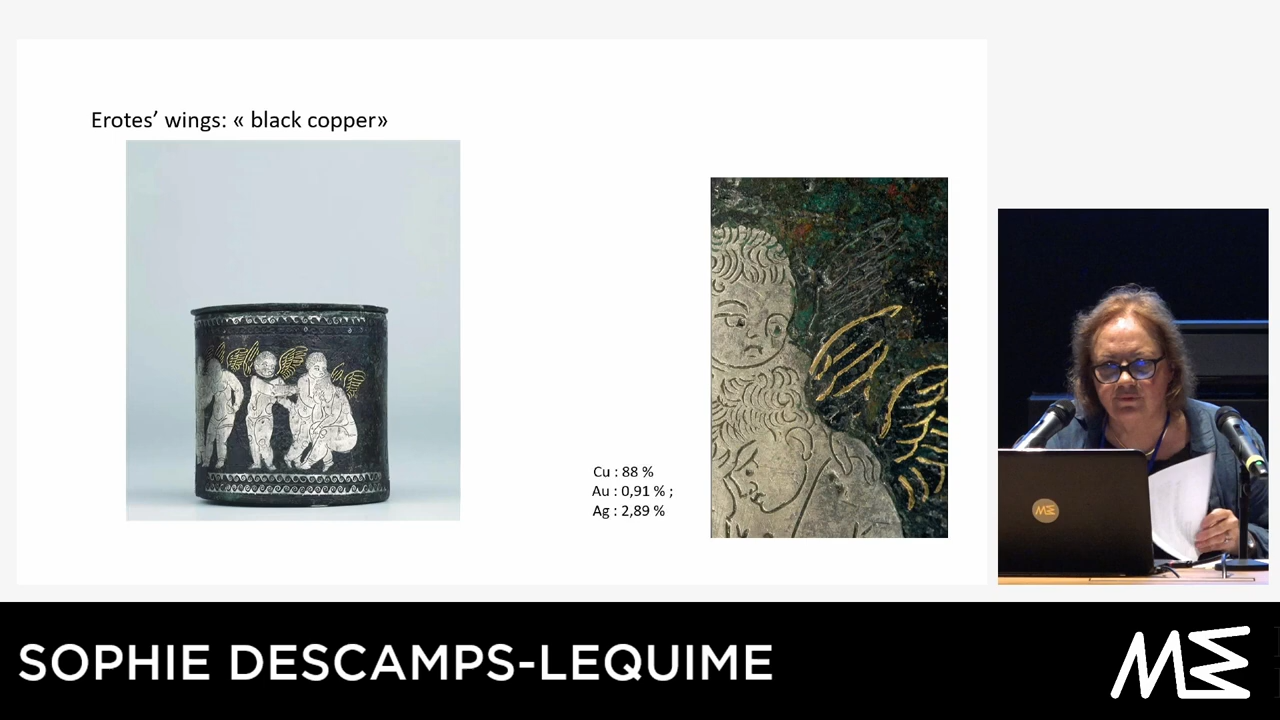 Erotes’ wings: « black copper»
Cu : 88 %
Au : 0,91 % ;
Ag : 2,89 %
SOPHIE DESCAMPS-LEQUIME